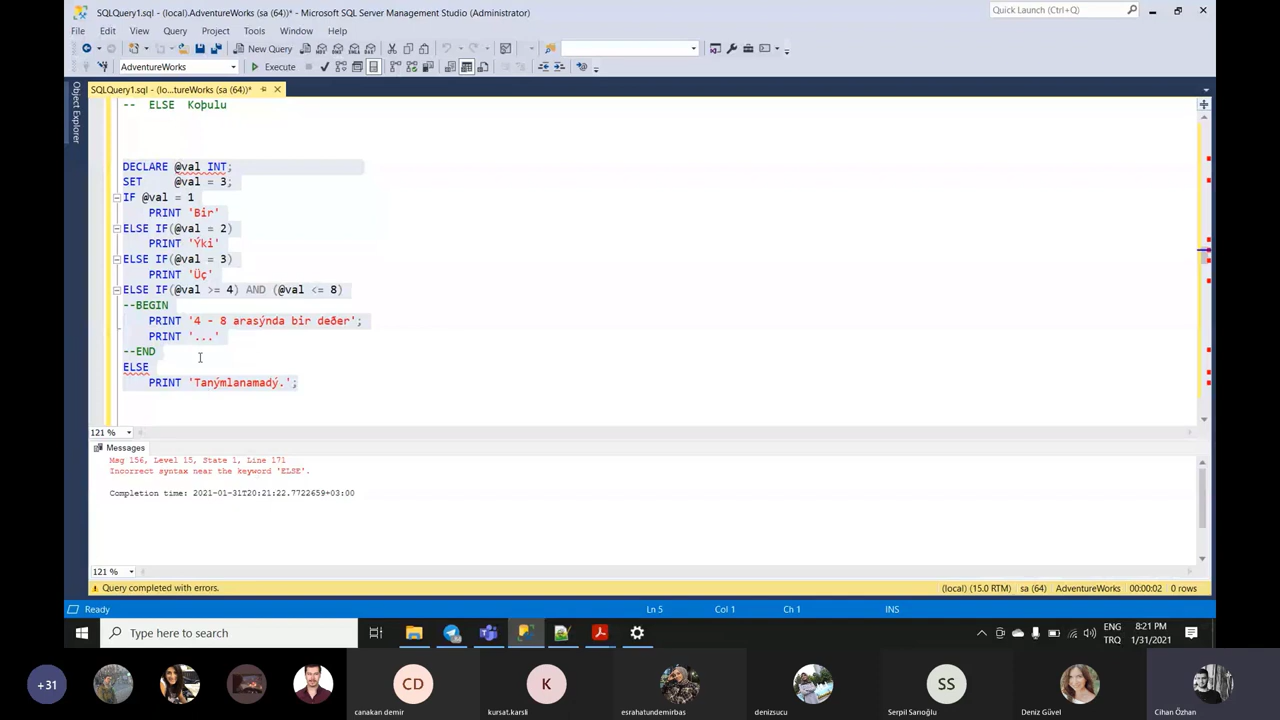 SQLQuery1.sql - (local).AdventureWorks (sa (64))* - Microsoft SQL Server Management Studio (Administrator)
Quick Launch (Ctrl+Q)
File Edit View Query Project Tools Window Help
New Query
AdventureWorks
Execute
Object Explorer
SQLQuery1.sql - (lo...tureWorks (sa (64))*
-- ELSE Koþulu
DECLARE @val INT;
SET @val = 3;
IF @val = 1
PRINT 'Bir'
ELSE IF(@val = 2)
PRINT 'Ýki'
ELSE IF(@val = 3)
PRINT 'Üç'
ELSE IF(@val >= 4) AND (@val <= 8)
--BEGIN
PRINT '4 - 8 arasýnda bir deðer';
PRINT '...'
--END
ELSE
PRINT 'Tanýmlanamadý.';
121 %
Messages
Msg 156, Level 15, State 1, Line 171
Incorrect syntax near the keyword 'ELSE'.
Completion time: 2021-01-31T20:21:22.7722659+03:00
121 %
Query completed with errors.
(local) (15.0 RTM) sa (64) AdventureWorks 00:00:02 0 rows
Ready
Ln 5 Col 1 Ch 1 INS
Type here to search
ENG
TRQ
8:21 PM
1/31/2021
+31
CD
K
SS
canakan demir
kursat.karsli
esrahatundemirbas
denizsucu
Serpil Sarıoğlu
Deniz Güvel
Cihan Özhan